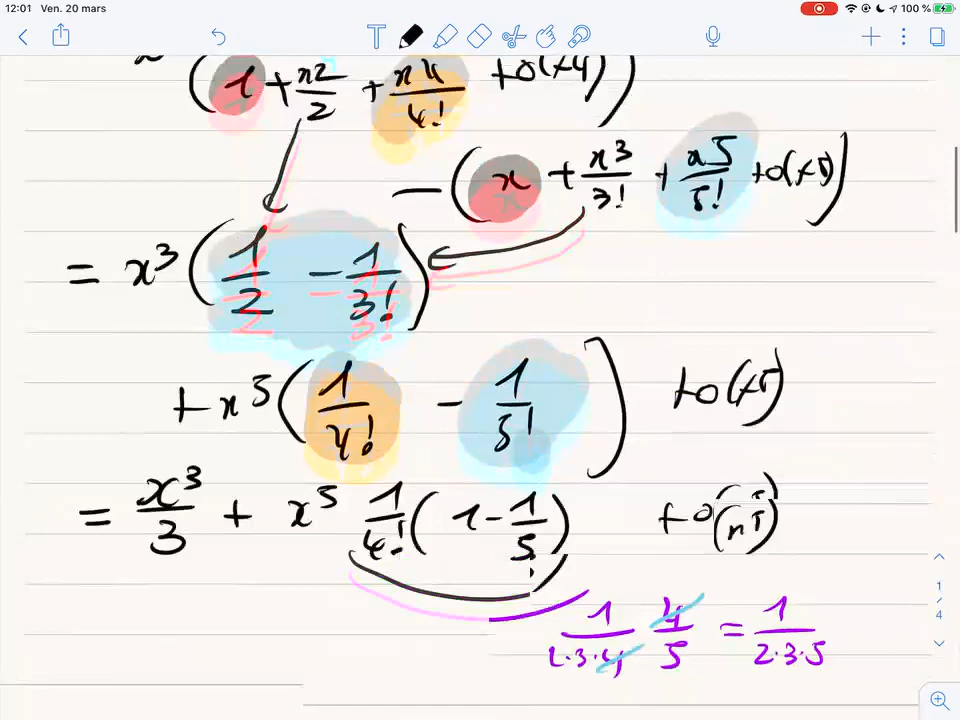 12:01 Ven. 20 mars 100 %
(1 + x2/2 + x4/4! + o(x4))
- (x + x3/3! + x5/5! + o(x5))
= x3 (1/2 - 1/3!)
+ x5 (1/4! - 1/5!) + o(x5)
= x3/3 + x5 1/4! (1 - 1/5) + o(x5)
1/2·3·4 4/5 = 1/2·3·5
1/4